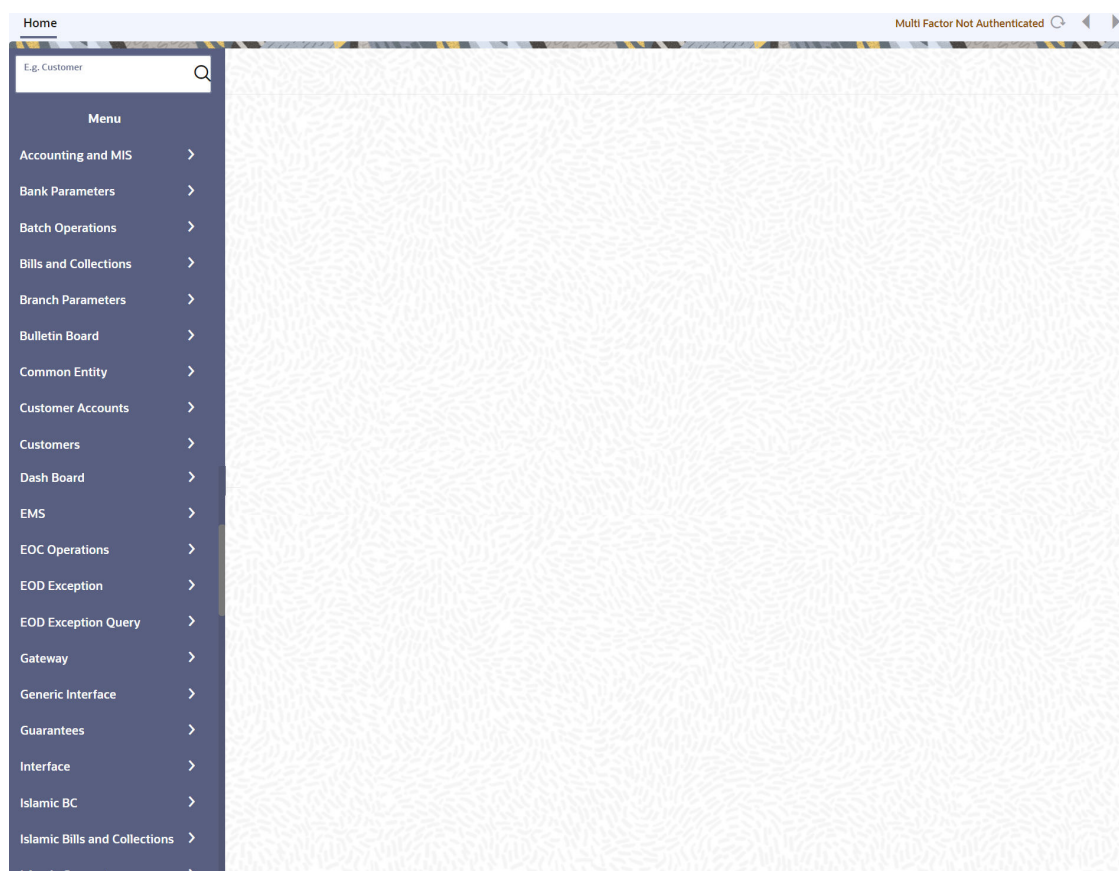 Home
Multi Factor Not Authenticated
E.g. Customer
Menu
Accounting and MIS
Bank Parameters
Batch Operations
Bills and Collections
Branch Parameters
Bulletin Board
Common Entity
Customer Accounts
Customers
Dash Board
EMS
EOC Operations
EOD Exception
EOD Exception Query
Gateway
Generic Interface
Guarantees
Interface
Islamic BC
Islamic Bills and Collections